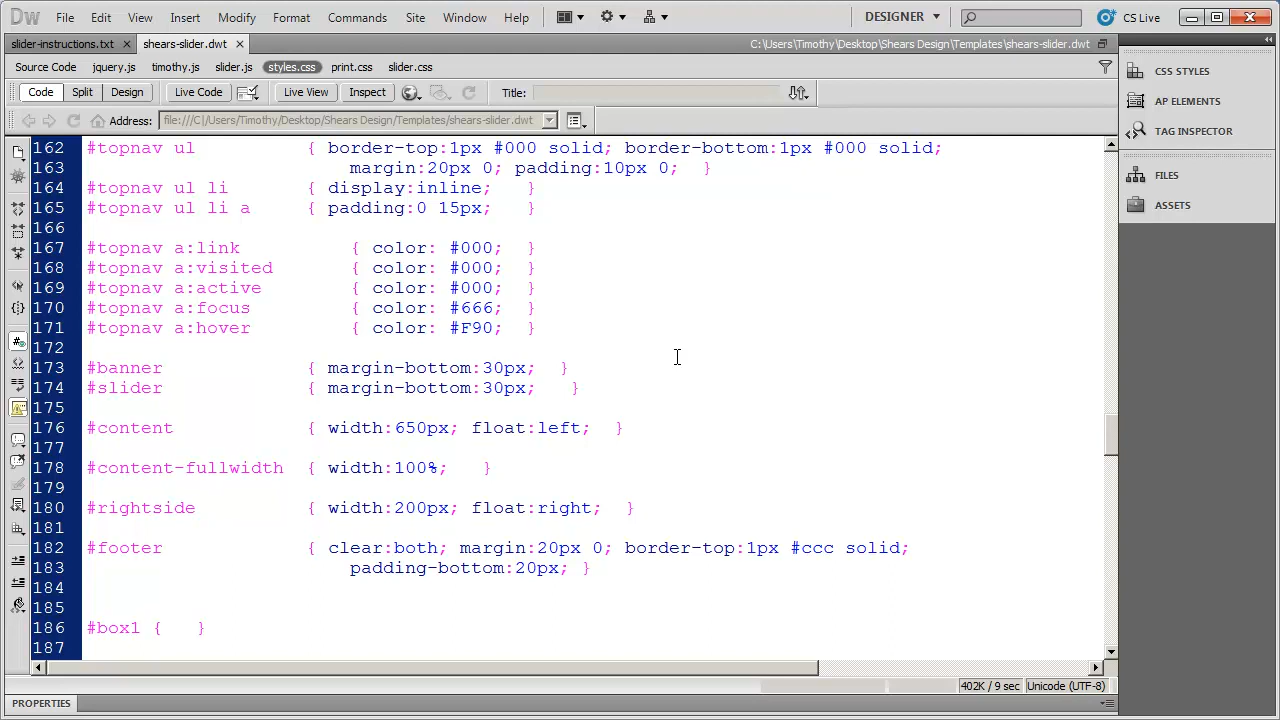 Dw File Edit View Insert Modify Format Commands Site Window Help DESIGNER CS Live
slider-instructions.txt × shears-slider.dwt × C:\Users\Timothy\Desktop\Shears Design\Templates\shears-slider.dwt
Source Code jquery.js timothy.js slider.js styles.css print.css slider.css
Code Split Design Live Code Live View Inspect Title:
Address: file:///C|/Users/Timothy/Desktop/Shears Design/Templates/shears-slider.dwt
162 #topnav ul { border-top:1px #000 solid; border-bottom:1px #000 solid;
163 margin:20px 0; padding:10px 0; }
164 #topnav ul li { display:inline; }
165 #topnav ul li a { padding:0 15px; }
166
167 #topnav a:link { color: #000; }
168 #topnav a:visited { color: #000; }
169 #topnav a:active { color: #000; }
170 #topnav a:focus { color: #666; }
171 #topnav a:hover { color: #F90; }
172
173 #banner { margin-bottom:30px; }
174 #slider { margin-bottom:30px; }
175
176 #content { width:650px; float:left; }
177
178 #content-fullwidth { width:100%; }
179
180 #rightside { width:200px; float:right; }
181
182 #footer { clear:both; margin:20px 0; border-top:1px #ccc solid;
183 padding-bottom:20px; }
184
185
186 #box1 { }
187
402K / 9 sec Unicode (UTF-8)
PROPERTIES
CSS STYLES
AP ELEMENTS
TAG INSPECTOR
FILES
ASSETS